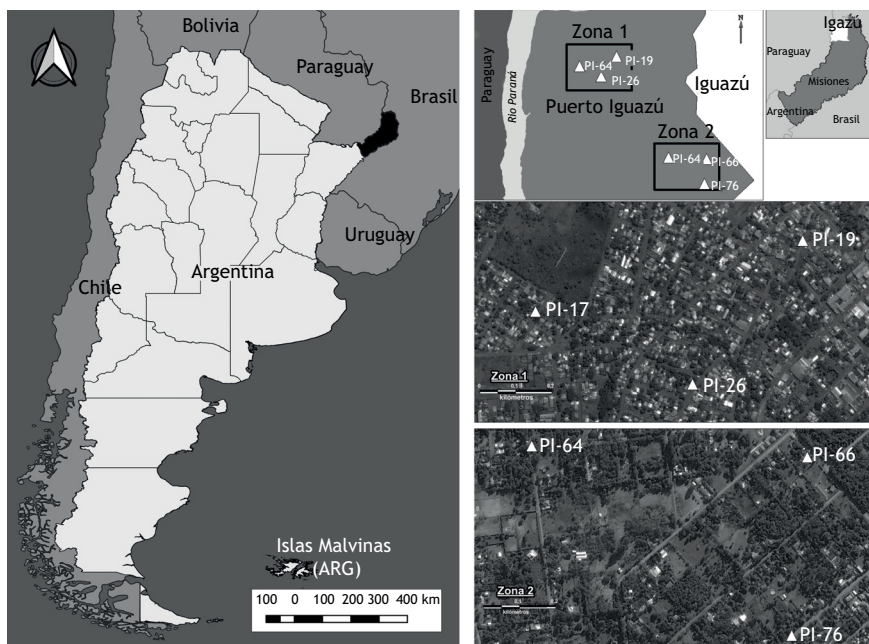 Bolivia
Paraguay
Brasil
Uruguay
Argentina
Chile
Islas Malvinas
(ARG)
100 0 100 200 300 400 km
Zona 1
PI-64
PI-19
PI-26
Puerto Iguazú
Paraguay
Río Paraná
N
Iguazú
Zona 2
PI-64
PI-66
PI-76
Igazú
Paraguay
Misiones
Argentina
Brasil
PI-19
PI-17
PI-26
Zona 1
kilómetros
PI-64
PI-66
Zona 2
kilómetros
PI-76